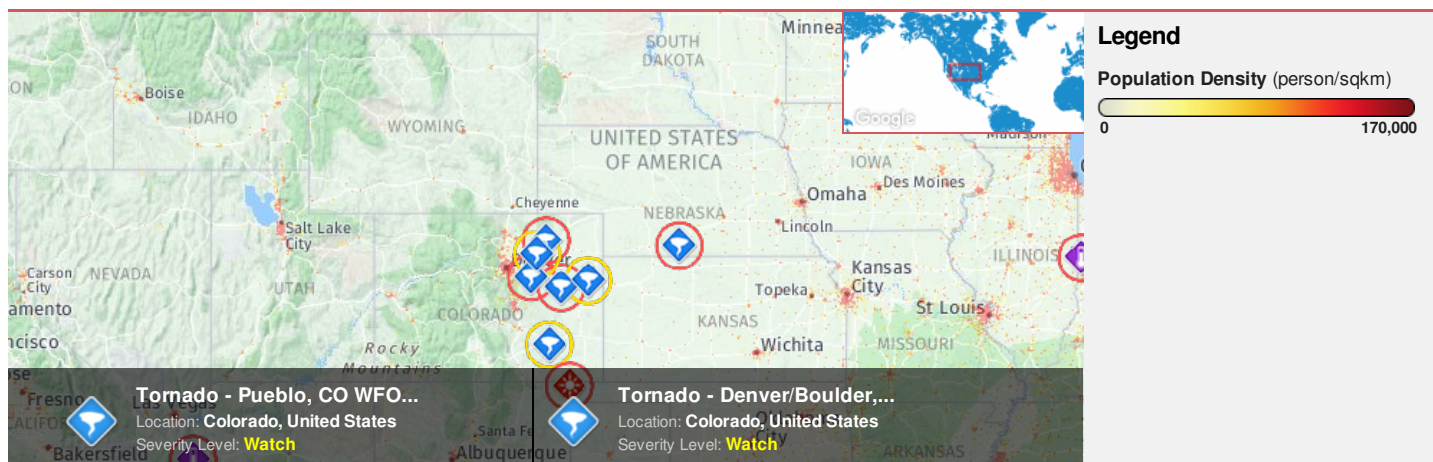 SOUTH
DAKOTA
Minnea
Boise
IDAHO
WYOMING
UNITED STATES
OF AMERICA
Google
Madison
IOWA
Des Moines
Omaha
Cheyenne
NEBRASKA
Lincoln
Salt Lake
City
ILLINOIS
Carson
City
NEVADA
UTAH
Kansas
City
Topeka
amento
COLORADO
St Louis
KANSAS
ncisco
Rocky
Mountains
Wichita
MISSOURI
Fresno
Las Vegas
Bakersfield
Santa Fe
Albuquerque
City
ARKANSAS
Tornado - Pueblo, CO WFO...
Location: Colorado, United States
Severity Level: Watch
Tornado - Denver/Boulder,...
Location: Colorado, United States
Severity Level: Watch
Legend
Population Density (person/sqkm)
0 170,000